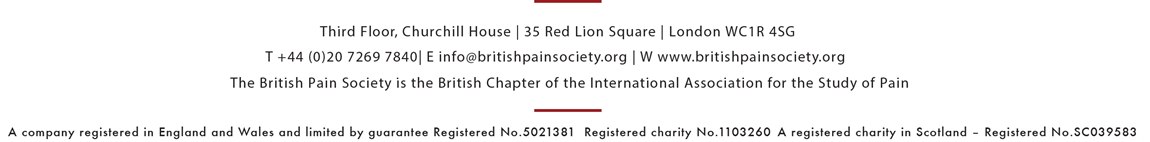 Third Floor, Churchill House | 35 Red Lion Square | London WC1R 4SG
T +44 (0)20 7269 7840| E info@britishpainsociety.org | W www.britishpainsociety.org
The British Pain Society is the British Chapter of the International Association for the Study of Pain
A company registered in England and Wales and limited by guarantee Registered No.5021381 Registered charity No.1103260 A registered charity in Scotland – Registered No.SC039583